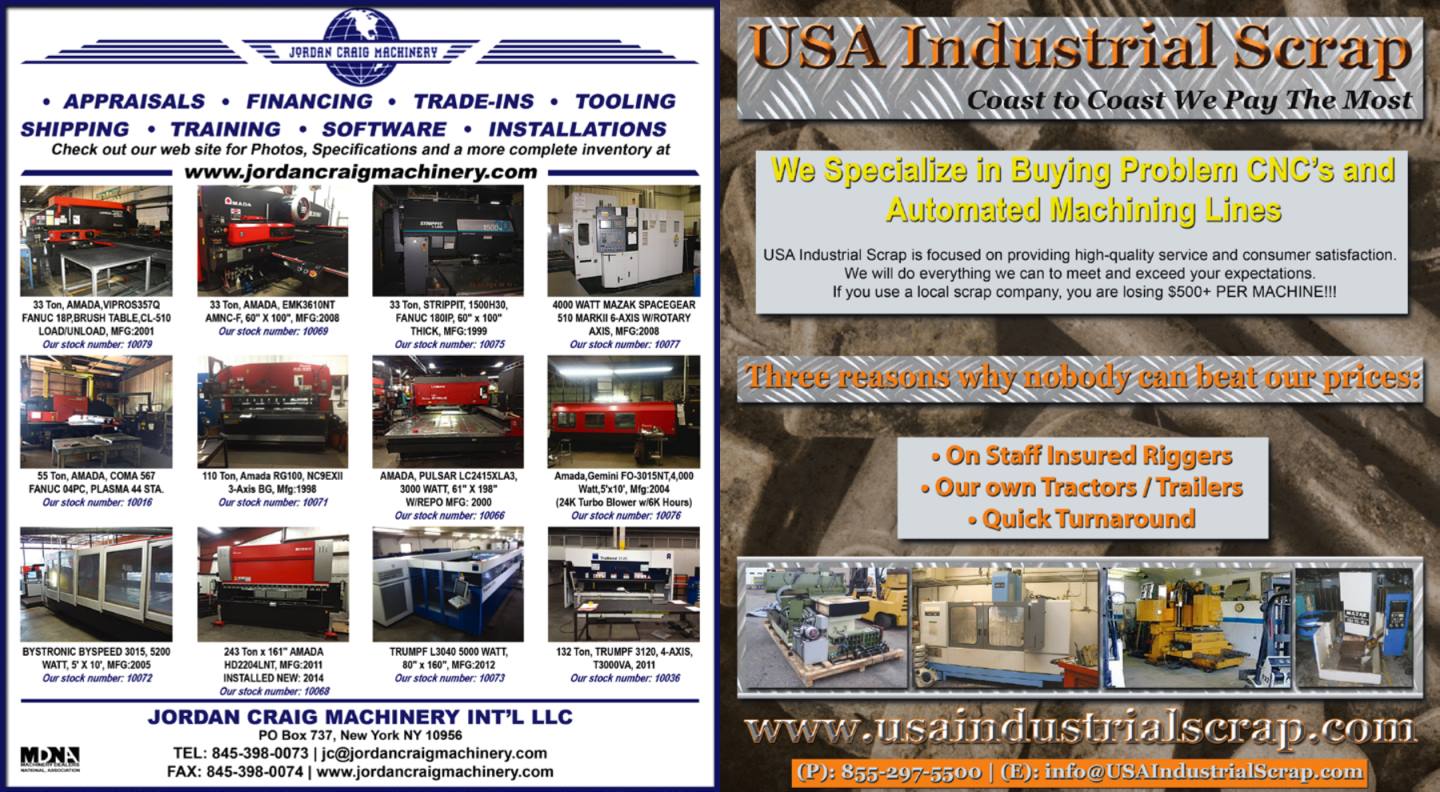 JORDAN CRAIG MACHINERY
• APPRAISALS • FINANCING • TRADE-INS • TOOLING
SHIPPING • TRAINING • SOFTWARE • INSTALLATIONS
Check out our web site for Photos, Specifications and a more complete inventory at
www.jordancraigmachinery.com
AMADA
STRIPPIT
33 Ton, AMADA,VIPROS357Q
FANUC 18P,BRUSH TABLE,CL-510
LOAD/UNLOAD, MFG:2001
Our stock number: 10079
33 Ton, AMADA, EMK3610NT
AMNC-F, 60" X 100", MFG:2008
Our stock number: 10069
33 Ton, STRIPPIT, 1500H30,
FANUC 180IP, 60" x 100"
THICK, MFG:1999
Our stock number: 10075
4000 WATT MAZAK SPACEGEAR
510 MARKII 6-AXIS W/ROTARY
AXIS, MFG:2008
Our stock number: 10077
55 Ton, AMADA, COMA 567
FANUC 04PC, PLASMA 44 STA.
Our stock number: 10016
110 Ton, Amada RG100, NC9EXII
3-Axis BG, Mfg:1998
Our stock number: 10071
AMADA, PULSAR LC2415XLA3,
3000 WATT, 61" X 198"
W/REPO MFG: 2000
Our stock number: 10066
Amada,Gemini FO-3015NT,4,000
Watt,5'x10', Mfg:2004
(24K Turbo Blower w/6K Hours)
Our stock number: 10076
BYSTRONIC BYSPEED 3015, 5200
WATT, 5' X 10', MFG:2005
Our stock number: 10072
243 Ton x 161" AMADA
HD2204LNT, MFG:2011
INSTALLED NEW: 2014
Our stock number: 10068
TRUMPF L3040 5000 WATT,
80" x 160", MFG:2012
Our stock number: 10073
132 Ton, TRUMPF 3120, 4-AXIS,
T3000VA, 2011
Our stock number: 10036
JORDAN CRAIG MACHINERY INT'L LLC
PO Box 737, New York NY 10956
TEL: 845-398-0073 | jc@jordancraigmachinery.com
FAX: 845-398-0074 | www.jordancraigmachinery.com
MDNA
MACHINERY DEALERS
NATIONAL ASSOCIATION
USA Industrial Scrap
Coast to Coast We Pay The Most
We Specialize in Buying Problem CNC's and
Automated Machining Lines
USA Industrial Scrap is focused on providing high-quality service and consumer satisfaction.
We will do everything we can to meet and exceed your expectations.
If you use a local scrap company, you are losing $500+ PER MACHINE!!!
Three reasons why nobody can beat our prices:
• On Staff Insured Riggers
• Our own Tractors / Trailers
• Quick Turnaround
MAZAK
www.usaindustrialscrap.com
(P): 855-297-5500 | (E): info@USAIndustrialScrap.com